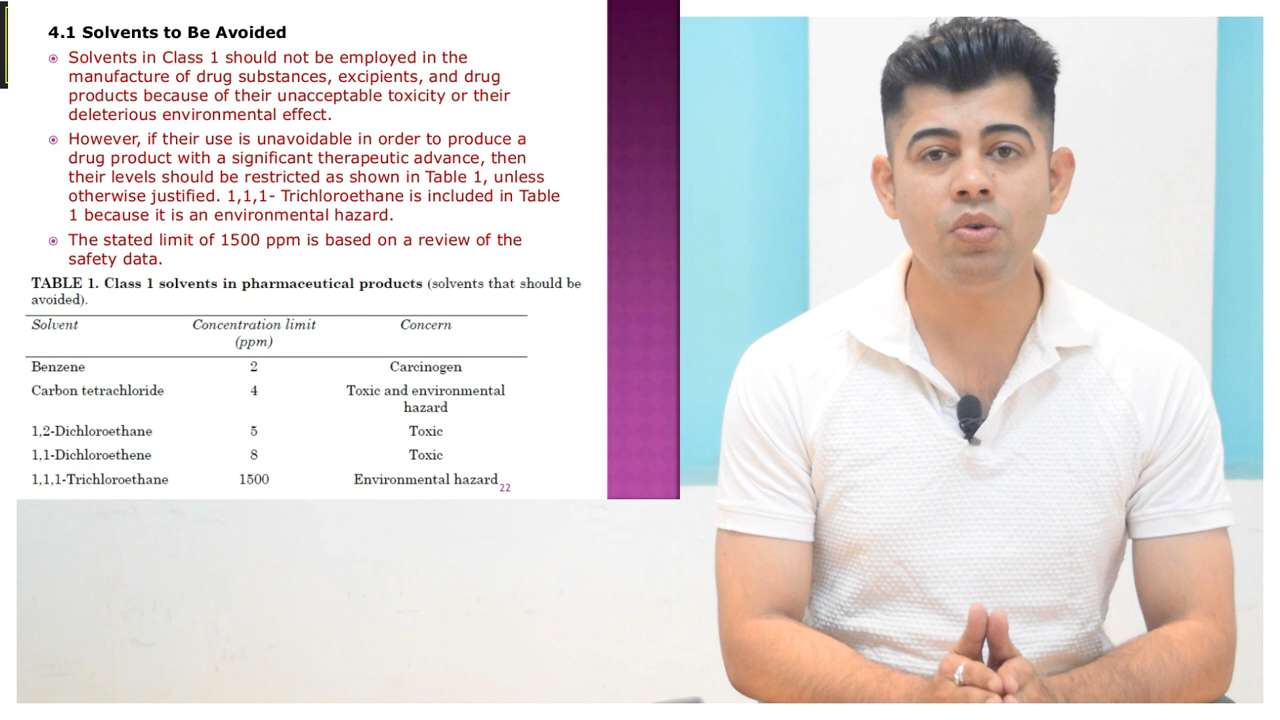 4.1 Solvents to Be Avoided
Solvents in Class 1 should not be employed in the
manufacture of drug substances, excipients, and drug
products because of their unacceptable toxicity or their
deleterious environmental effect.
However, if their use is unavoidable in order to produce a
drug product with a significant therapeutic advance, then
their levels should be restricted as shown in Table 1, unless
otherwise justified. 1,1,1- Trichloroethane is included in Table
1 because it is an environmental hazard.
The stated limit of 1500 ppm is based on a review of the
safety data.
TABLE 1. Class 1 solvents in pharmaceutical products (solvents that should be
avoided).
Solvent Concentration limit Concern
(ppm)
Benzene 2 Carcinogen
Carbon tetrachloride 4 Toxic and environmental
hazard
1,2-Dichloroethane 5 Toxic
1,1-Dichloroethene 8 Toxic
1,1,1-Trichloroethane 1500 Environmental hazard
22